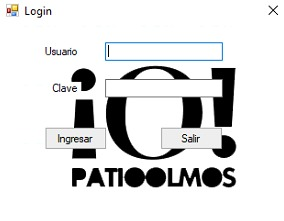 Login
Usuario
Clave
Ingresar Salir
¡O!
PATIOOLMOS